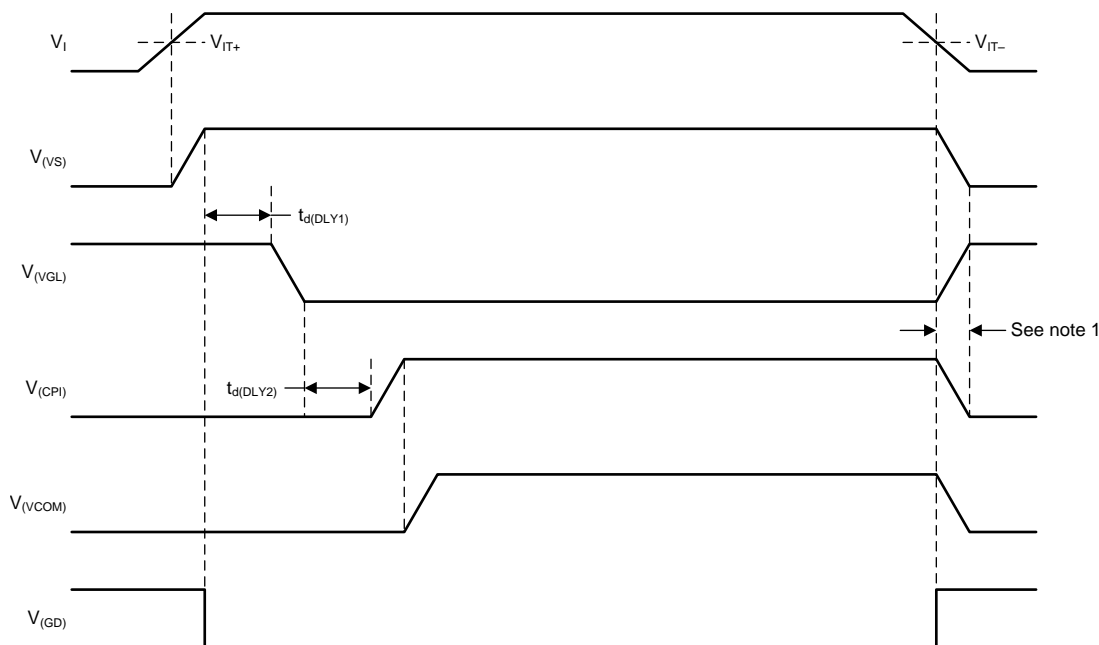 V_I
V_IT+
V_IT–
V_(VS)
t_d(DLY1)
V_(VGL)
See note 1
V_(CPI)
t_d(DLY2)
V_(VCOM)
V_(GD)